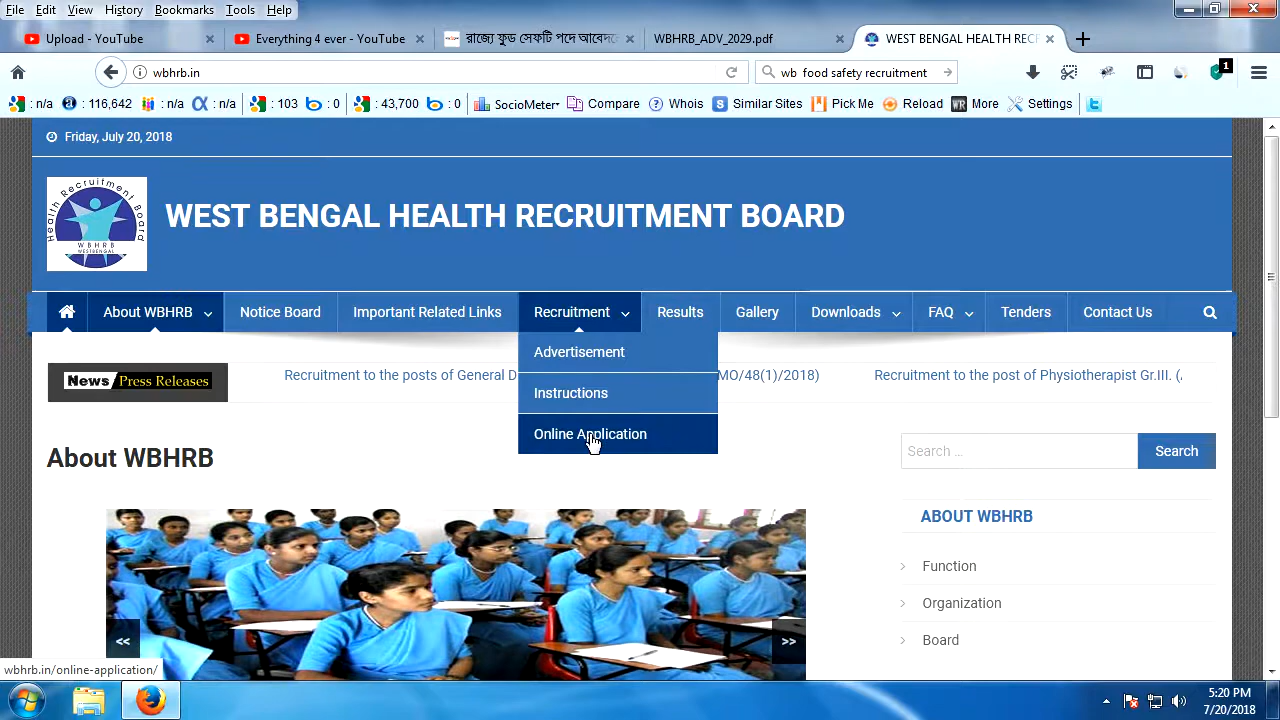 File Edit View History Bookmarks Tools Help
Upload - YouTube
Everything 4 ever - YouTube
রাজ্যে ফুড সেফটি পদে আবেদ
WBHRB_ADV_2029.pdf
WEST BENGAL HEALTH RECR
wbhrb.in
wb food safety recruitment
1
: n/a : 116,642 : n/a : n/a : 103 : 0 : 43,700 : 0 SocioMeter Compare Whois Similar Sites Pick Me Reload WR More Settings
Friday, July 20, 2018
Health Recruitment Board
WBHRB
WESTBENGAL
WEST BENGAL HEALTH RECRUITMENT BOARD
About WBHRB Notice Board Important Related Links Recruitment Results Gallery Downloads FAQ Tenders Contact Us
Advertisement
Instructions
Online Application
News Press Releases
Recruitment to the posts of General D
MO/48(1)/2018)
Recruitment to the post of Physiotherapist Gr.III. (
About WBHRB
Search ...
Search
<<
>>
ABOUT WBHRB
Function
Organization
Board
wbhrb.in/online-application/
5:20 PM
7/20/2018